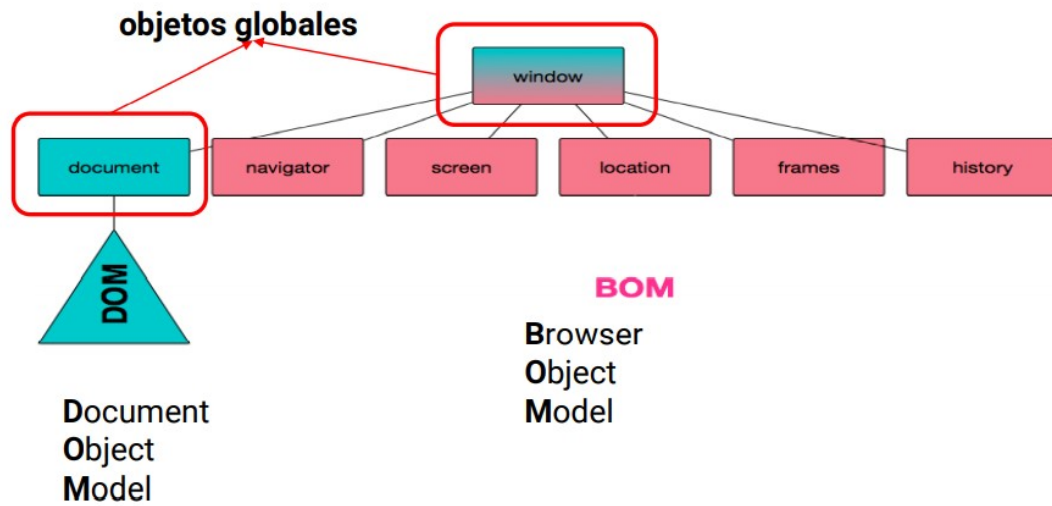 objetos globales
window
document
navigator
screen
location
frames
history
DOM
BOM
Browser
Object
Model
Document
Object
Model